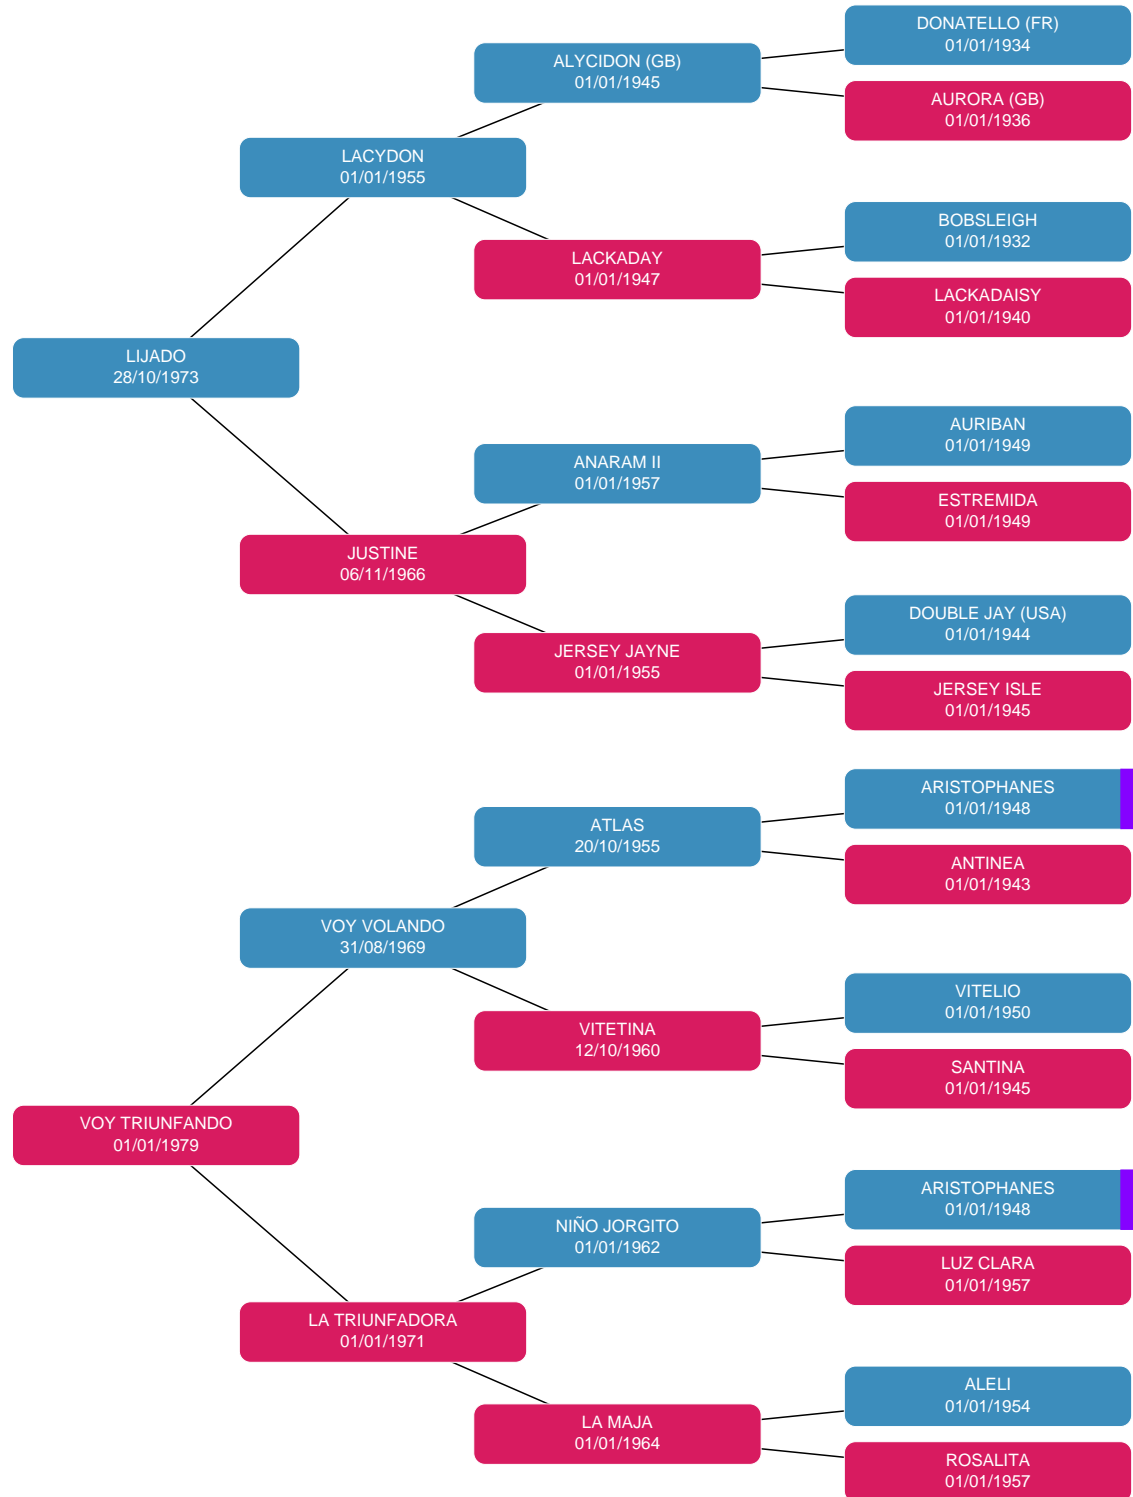 DONATELLO (FR)
01/01/1934
ALYCIDON (GB)
01/01/1945
AURORA (GB)
01/01/1936
LACYDON
01/01/1955
BOBSLEIGH
01/01/1932
LACKADAY
01/01/1947
LACKADAISY
01/01/1940
LIJADO
28/10/1973
AURIBAN
01/01/1949
ANARAM II
01/01/1957
ESTREMIDA
01/01/1949
JUSTINE
06/11/1966
DOUBLE JAY (USA)
01/01/1944
JERSEY JAYNE
01/01/1955
JERSEY ISLE
01/01/1945
ARISTOPHANES
01/01/1948
ATLAS
20/10/1955
ANTINEA
01/01/1943
VOY VOLANDO
31/08/1969
VITELIO
01/01/1950
VITETINA
12/10/1960
SANTINA
01/01/1945
VOY TRIUNFANDO
01/01/1979
ARISTOPHANES
01/01/1948
NIÑO JORGITO
01/01/1962
LUZ CLARA
01/01/1957
LA TRIUNFADORA
01/01/1971
ALELI
01/01/1954
LA MAJA
01/01/1964
ROSALITA
01/01/1957